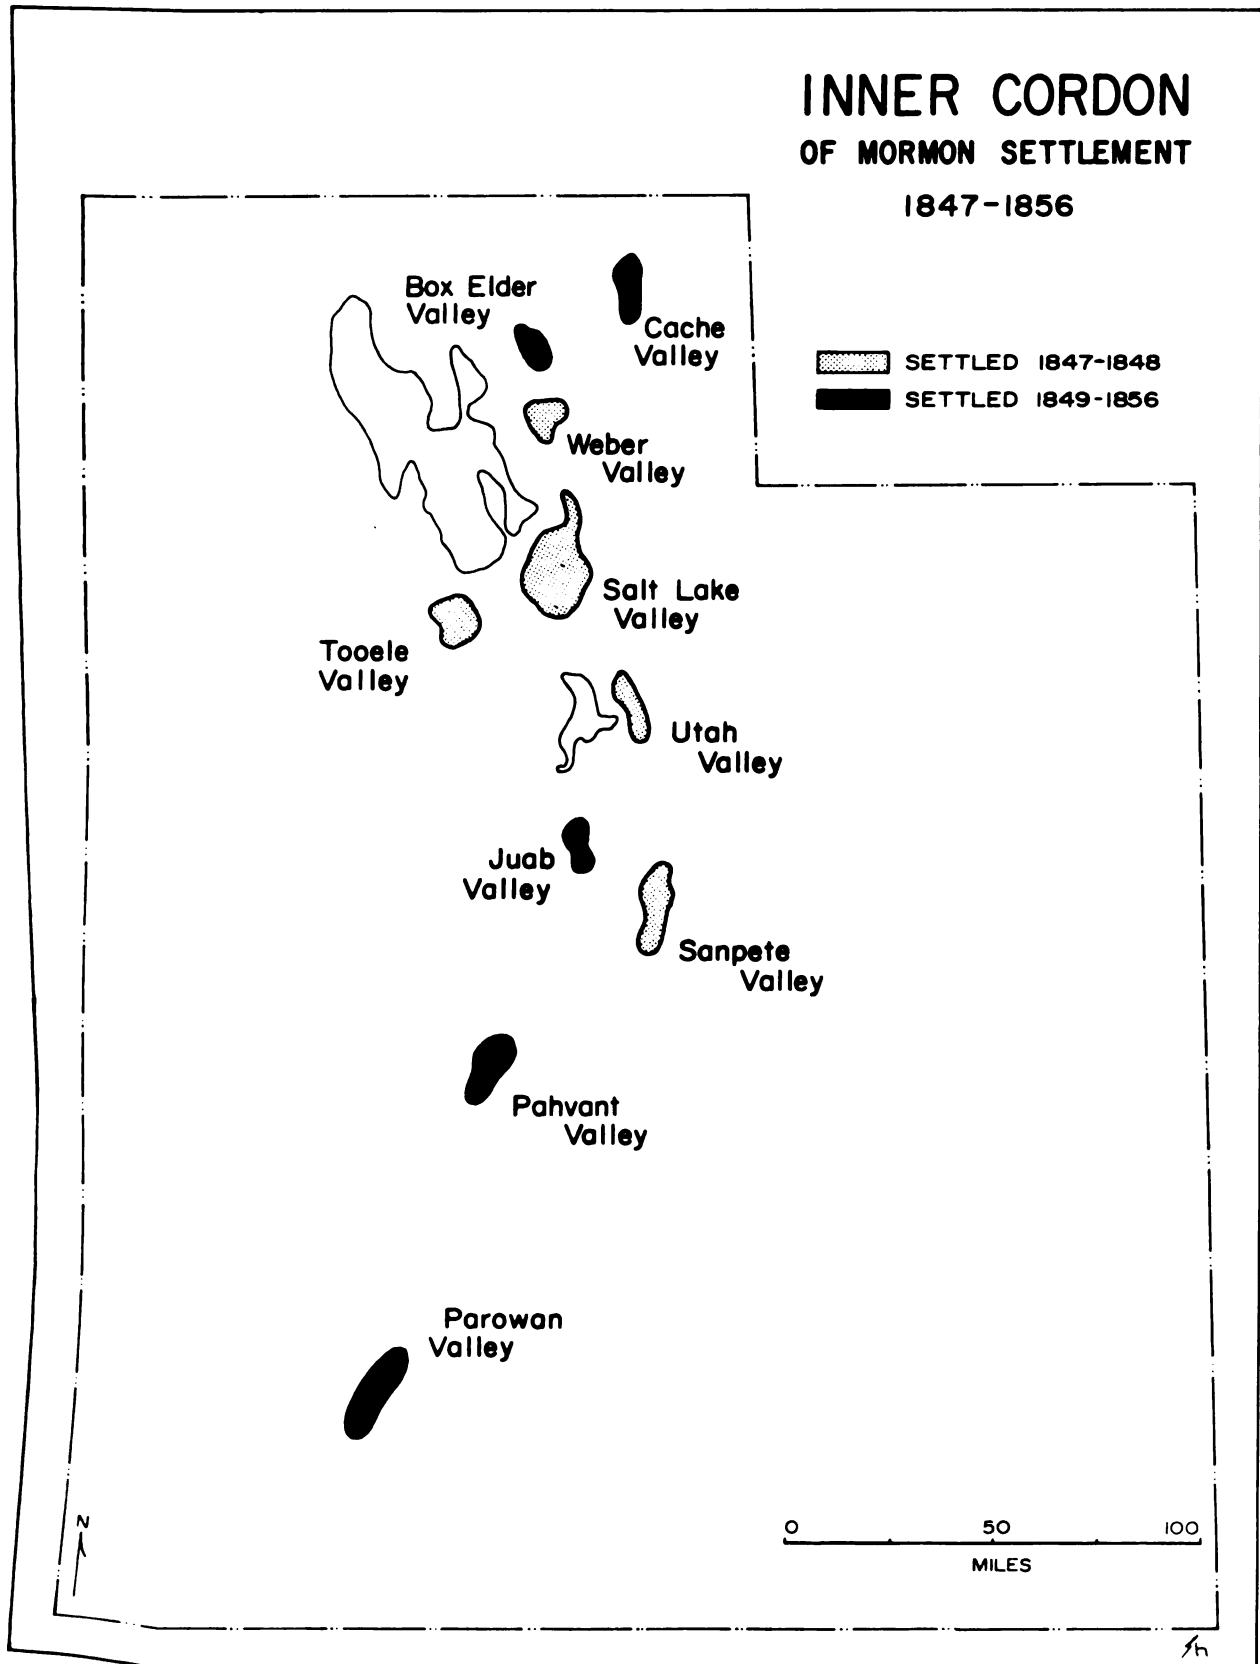 INNER CORDON
OF MORMON SETTLEMENT
1847-1856
SETTLED 1847-1848
SETTLED 1849-1856
Box Elder
Valley
Cache
Valley
Weber
Valley
Salt Lake
Valley
Tooele
Valley
Utah
Valley
Juab
Valley
Sanpete
Valley
Pahvant
Valley
Parowan
Valley
N
0 50 100
MILES